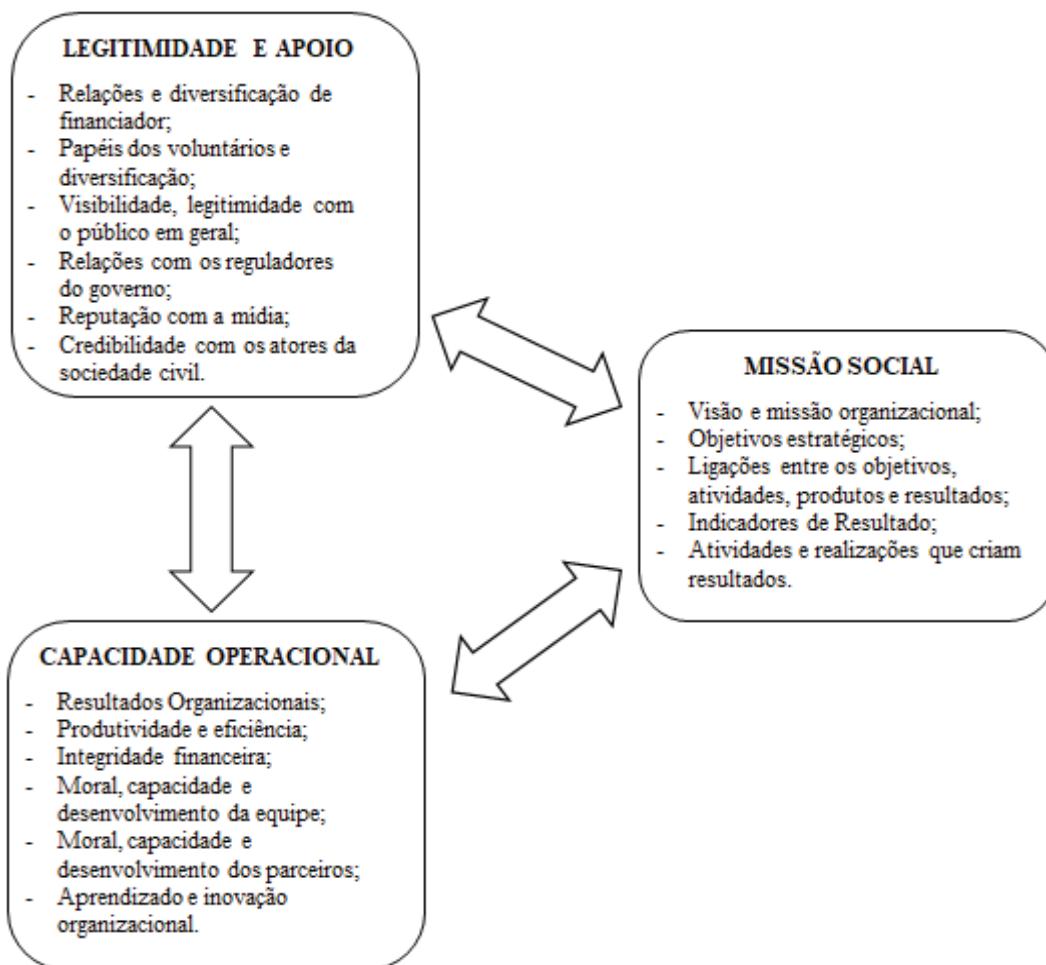 LEGITIMIDADE E APOIO
- Relações e diversificação de
financiador;
- Papéis dos voluntários e
diversificação;
- Visibilidade, legitimidade com
o público em geral;
- Relações com os reguladores
do governo;
- Reputação com a mídia;
- Credibilidade com os atores da
sociedade civil.
MISSÃO SOCIAL
- Visão e missão organizacional;
- Objetivos estratégicos;
- Ligações entre os objetivos,
atividades, produtos e resultados;
- Indicadores de Resultado;
- Atividades e realizações que criam
resultados.
CAPACIDADE OPERACIONAL
- Resultados Organizacionais;
- Produtividade e eficiência;
- Integridade financeira;
- Moral, capacidade e
desenvolvimento da equipe;
- Moral, capacidade e
desenvolvimento dos parceiros;
- Aprendizado e inovação
organizacional.